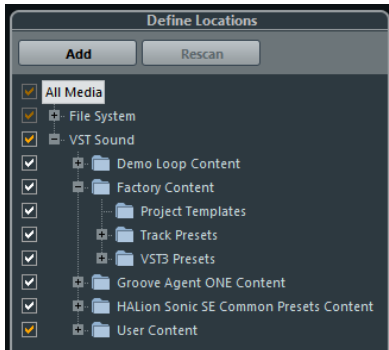 Define Locations
Add Rescan
All Media
File System
VST Sound
Demo Loop Content
Factory Content
Project Templates
Track Presets
VST3 Presets
Groove Agent ONE Content
HALion Sonic SE Common Presets Content
User Content